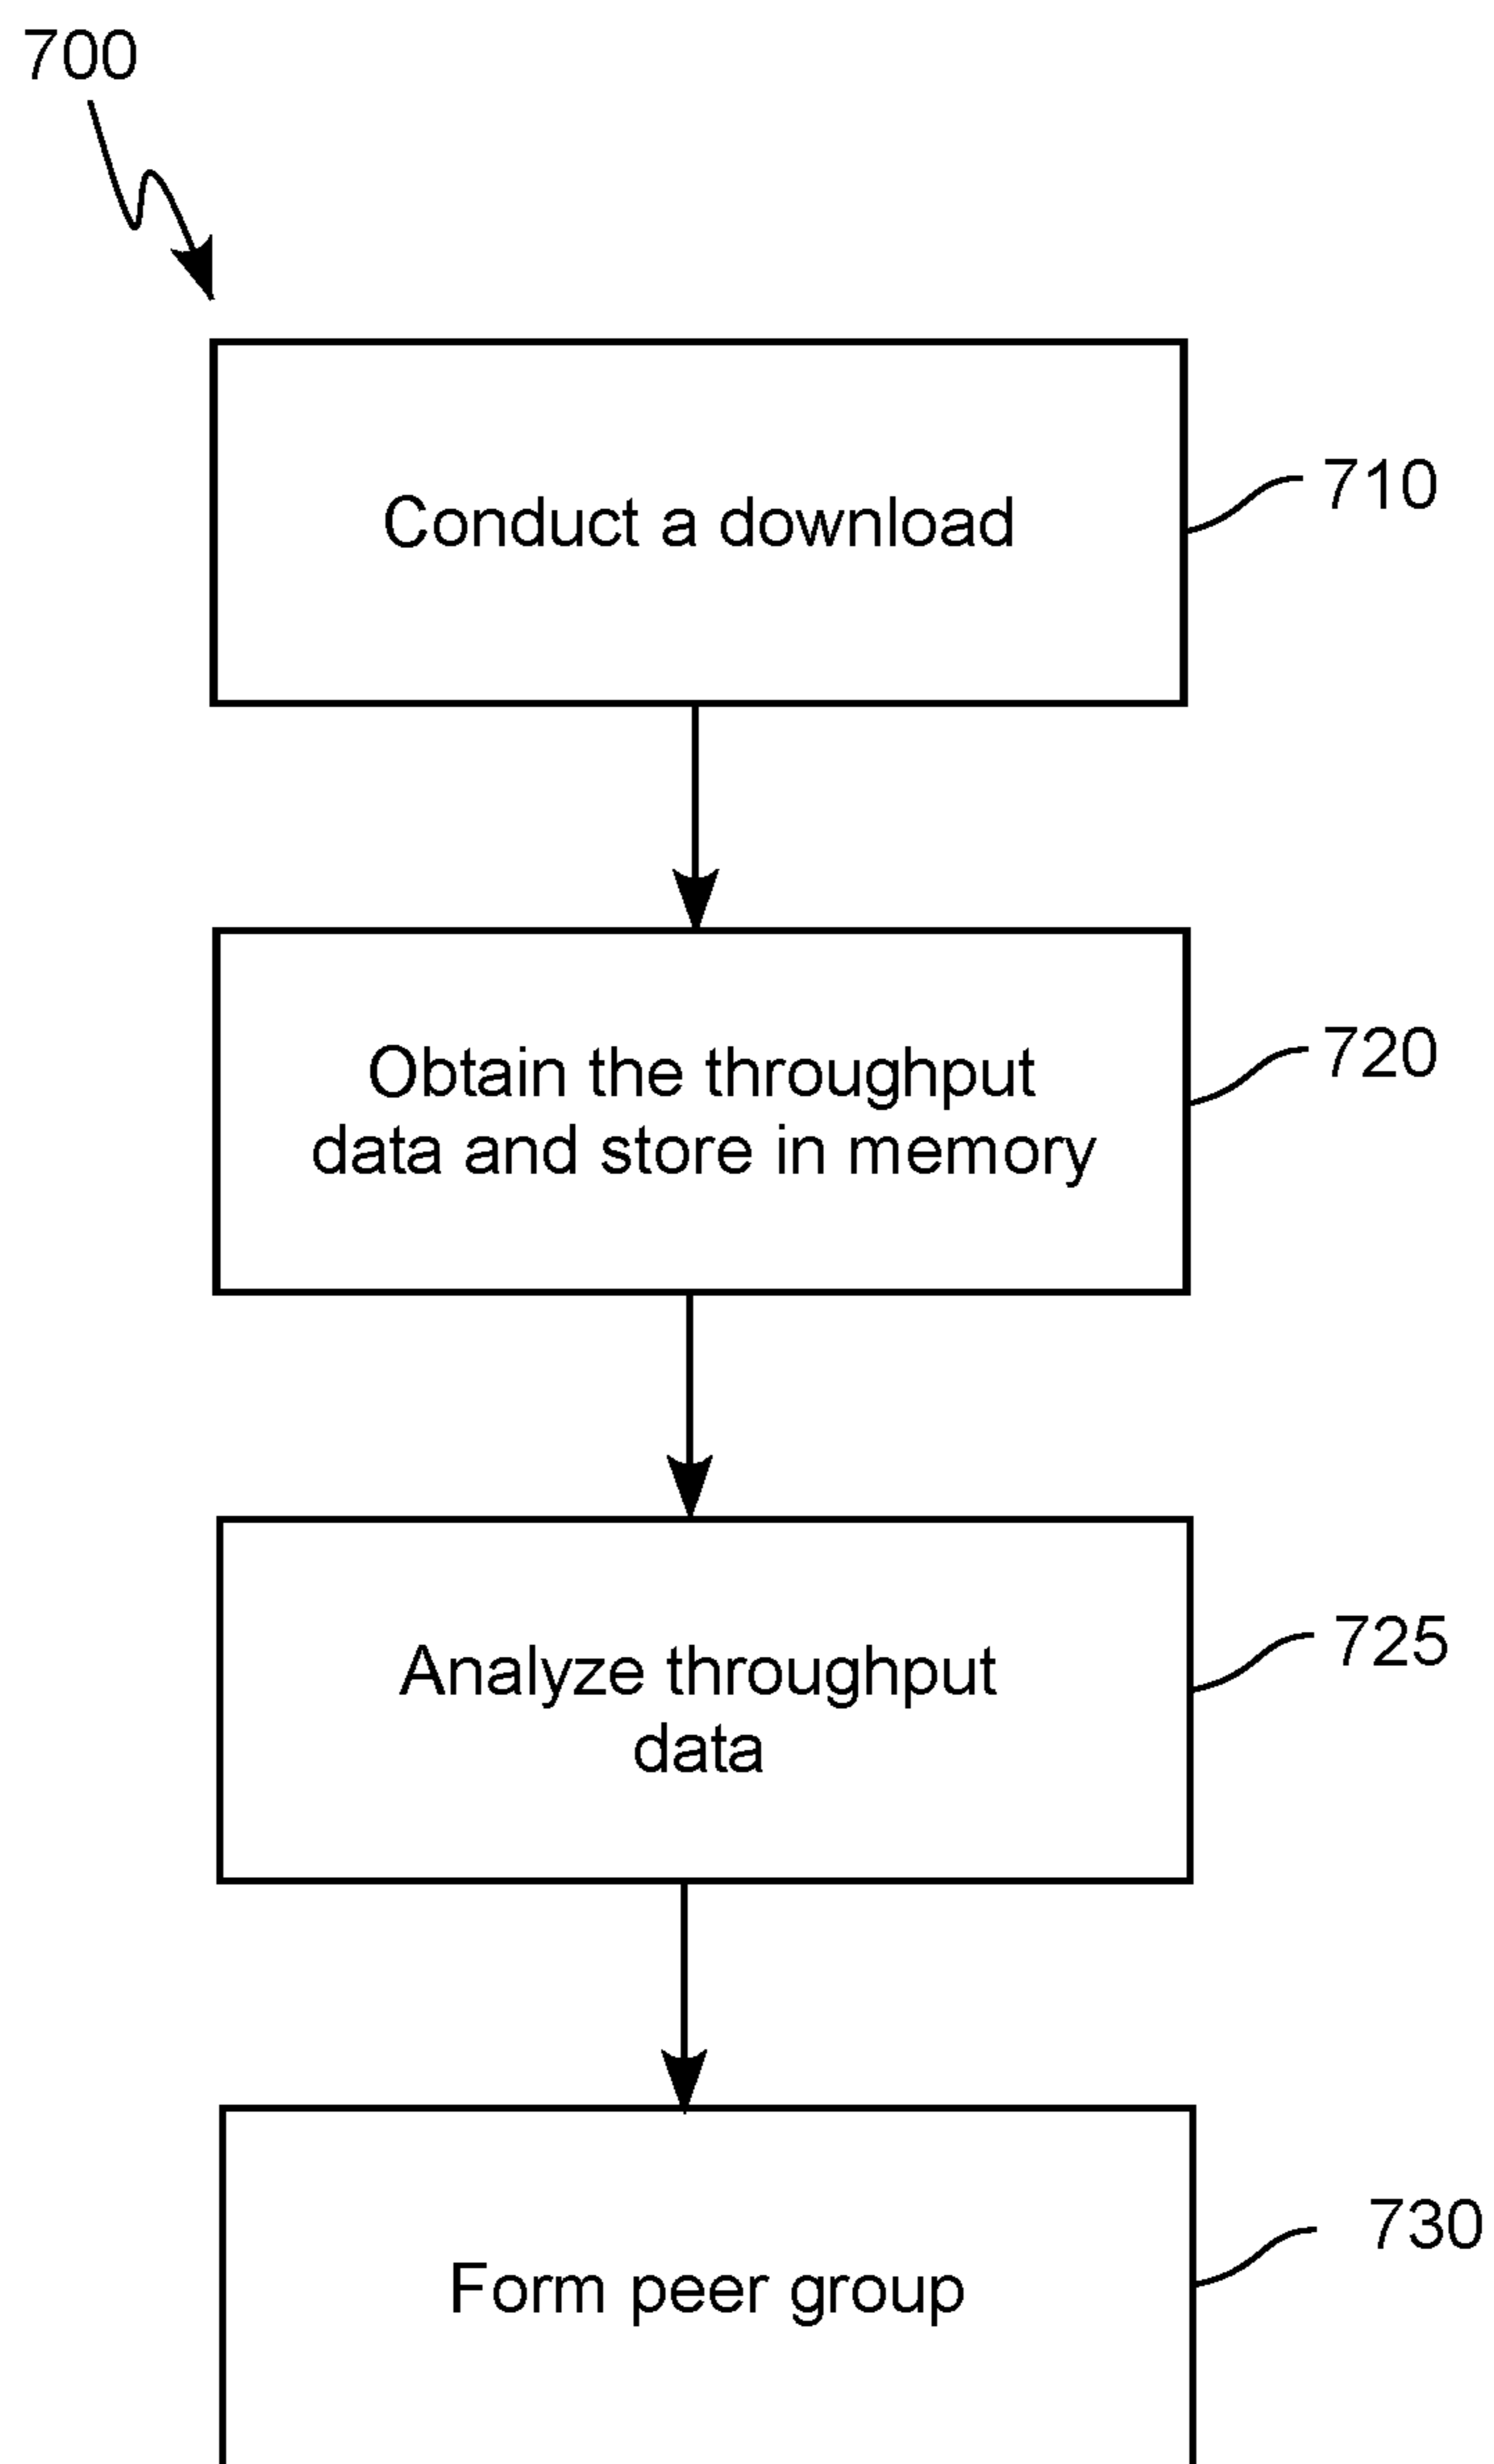 700
Conduct a download
710
Obtain the throughput
data and store in memory
720
Analyze throughput
data
725
Form peer group
730